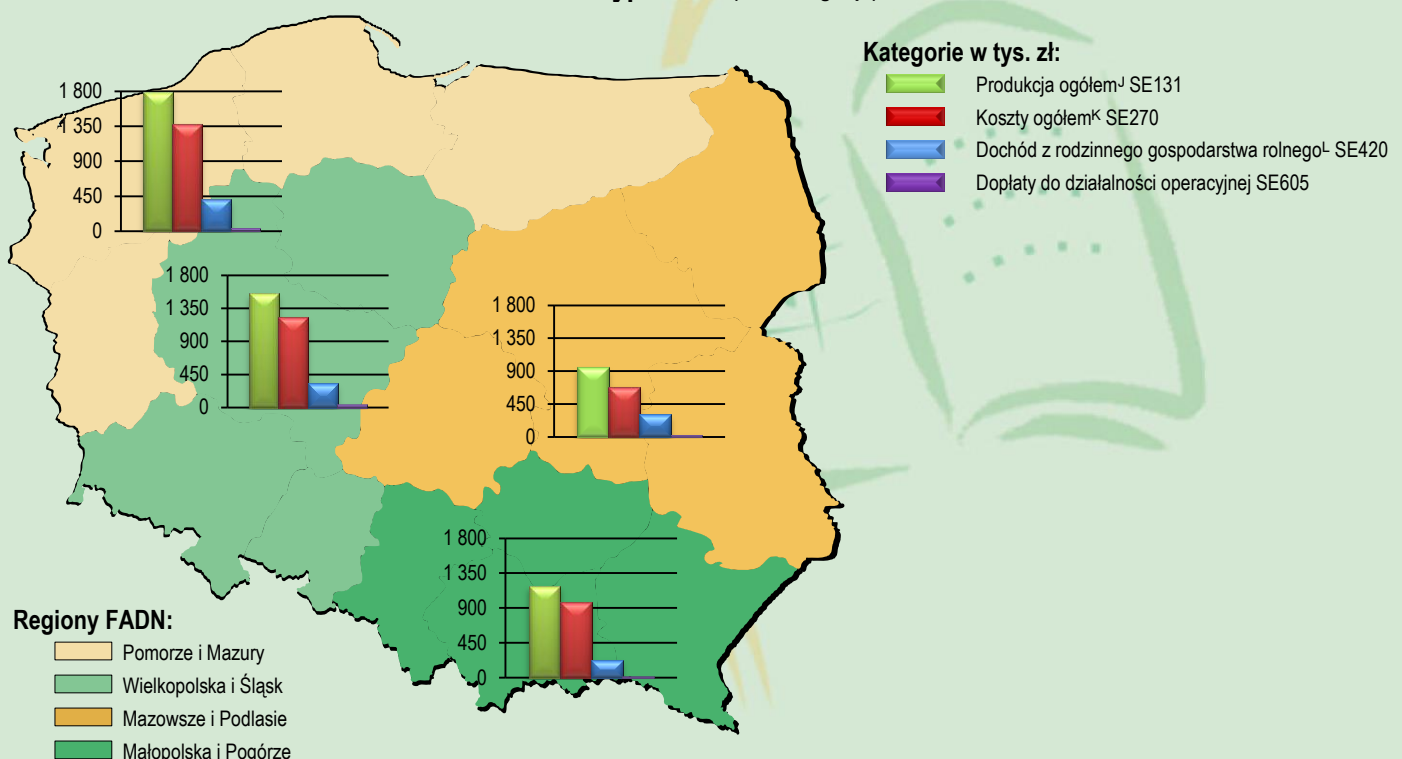 Kategorie w tys. zł:
Produkcja ogółemᴶ SE131
Koszty ogółemᴷ SE270
Dochód z rodzinnego gospodarstwa rolnegoᴸ SE420
Dopłaty do działalności operacyjnej SE605
1 800
1 350
900
450
0
1 800
1 350
900
450
0
1 800
1 350
900
450
0
1 800
1 350
900
450
0
Regiony FADN:
Pomorze i Mazury
Wielkopolska i Śląsk
Mazowsze i Podlasie
Małopolska i Pogórze